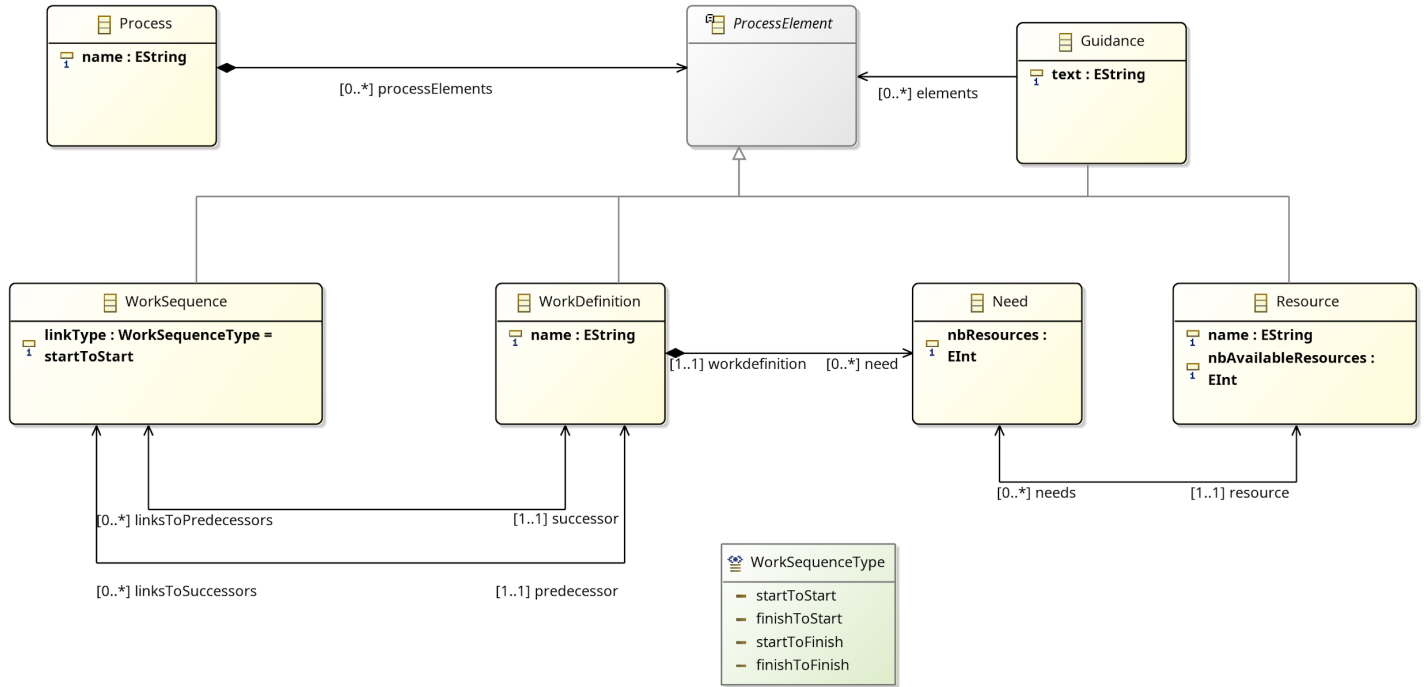 Process
name : EString
[0..*] processElements
ProcessElement
[0..*] elements
Guidance
text : EString
WorkSequence
linkType : WorkSequenceType =
startToStart
WorkDefinition
name : EString
[1..1] workdefinition
[0..*] need
Need
nbResources :
EInt
Resource
name : EString
nbAvailableResources :
EInt
[0..*] linksToPredecessors
[1..1] successor
[0..*] needs
[1..1] resource
[0..*] linksToSuccessors
[1..1] predecessor
WorkSequenceType
startToStart
finishToStart
startToFinish
finishToFinish